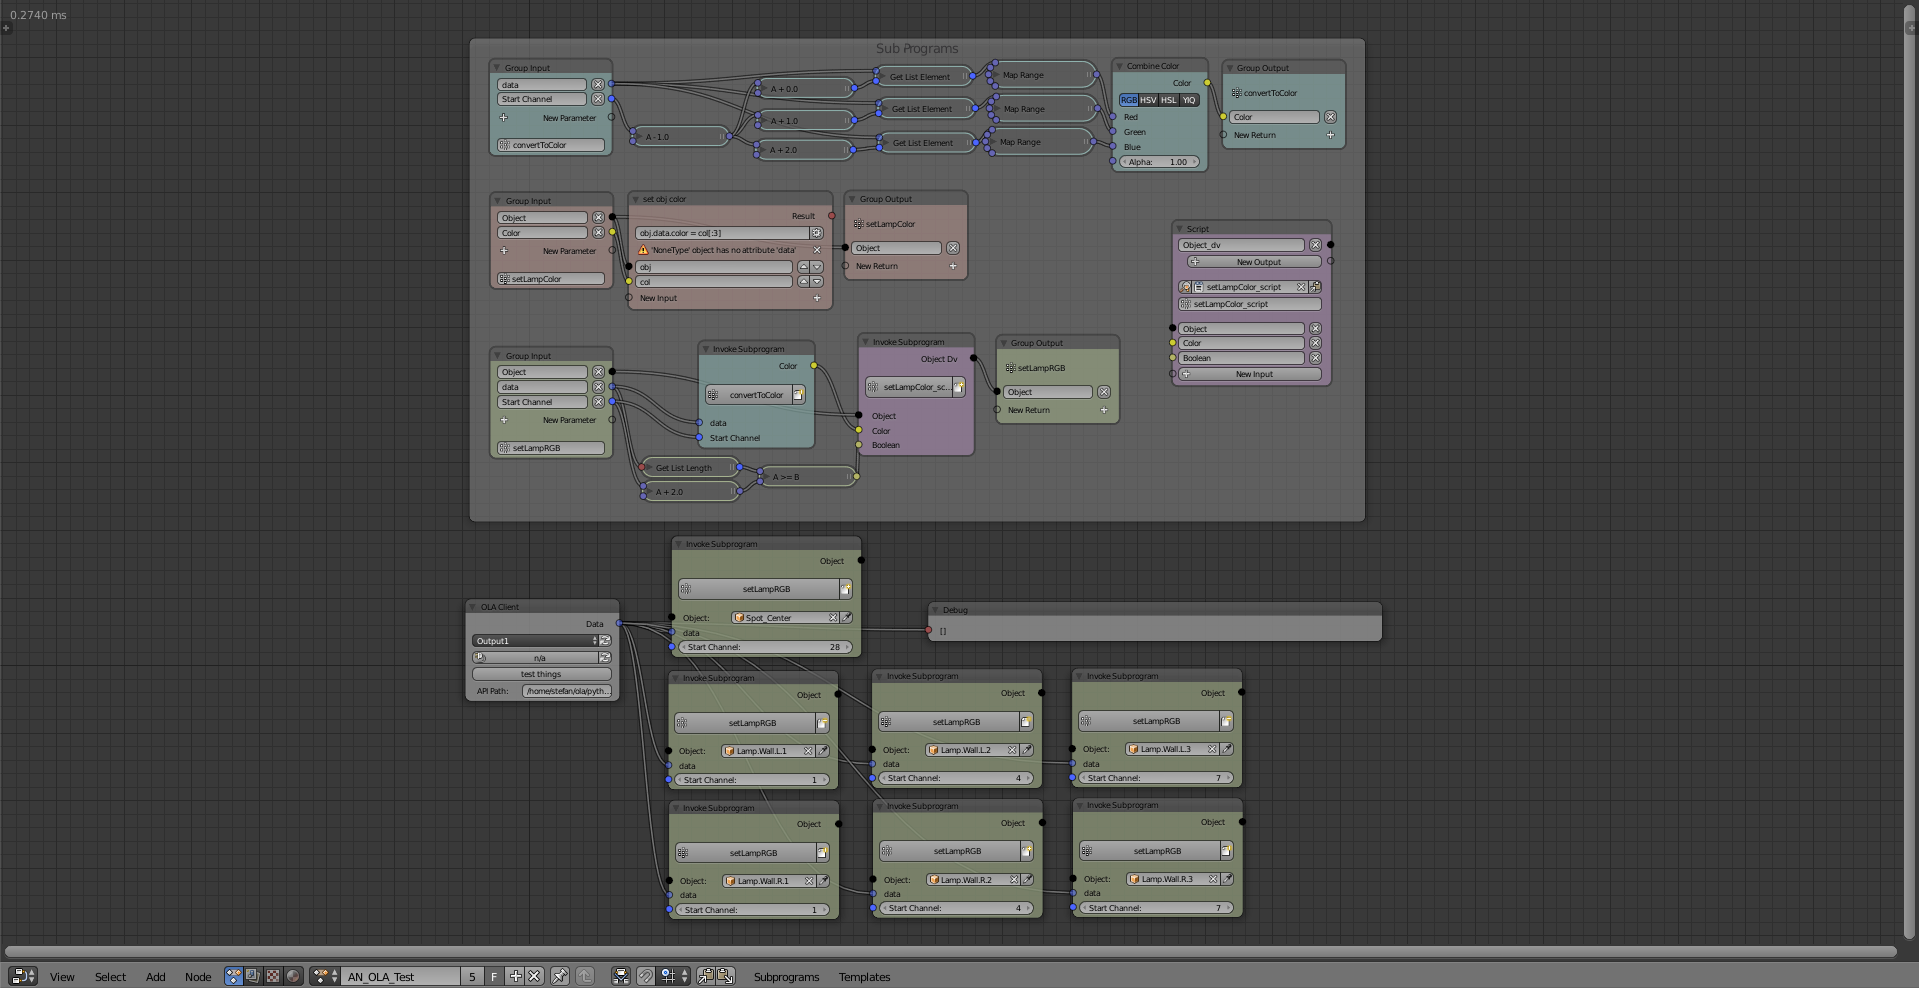 0.2740 ms
Sub Programs
Group Input
data
Start Channel
New Parameter
convertToColor
A - 1.0
A + 0.0
A + 1.0
A + 2.0
Get List Element
Get List Element
Get List Element
Map Range
Map Range
Map Range
Combine Color
Color
RGB HSV HSL YIQ
Red
Green
Blue
Alpha: 1.00
Group Output
convertToColor
Color
New Return
Group Input
Object
Color
New Parameter
setLampColor
set obj color
Result
obj.data.color = col[:3]
'NoneType' object has no attribute 'data'
obj
col
New Input
Group Output
setLampColor
Object
New Return
Script
Object_dv
New Output
setLampColor_script
setLampColor_script
Object
Color
Boolean
New Input
Group Input
Object
data
Start Channel
New Parameter
setLampRGB
Invoke Subprogram
Color
convertToColor
data
Start Channel
Get List Length
A + 2.0
A >= B
Invoke Subprogram
Object Dv
setLampColor_sc...
Object
Color
Boolean
Group Output
setLampRGB
Object
New Return
OLA Client
Data
Output1
n/a
test things
API Path: /home/stefan/ola/pyth...
Invoke Subprogram
Object
setLampRGB
Object: Spot_Center
data
Start Channel: 28
Debug
[]
Invoke Subprogram
Object
setLampRGB
Object: Lamp.Wall.L.1
data
Start Channel: 1
Invoke Subprogram
Object
setLampRGB
Object: Lamp.Wall.L.2
data
Start Channel: 4
Invoke Subprogram
Object
setLampRGB
Object: Lamp.Wall.L.3
data
Start Channel: 7
Invoke Subprogram
Object
setLampRGB
Object: Lamp.Wall.R.1
data
Start Channel: 1
Invoke Subprogram
Object
setLampRGB
Object: Lamp.Wall.R.2
data
Start Channel: 4
Invoke Subprogram
Object
setLampRGB
Object: Lamp.Wall.R.3
data
Start Channel: 7
View Select Add Node AN_OLA_Test 5 F Subprograms Templates